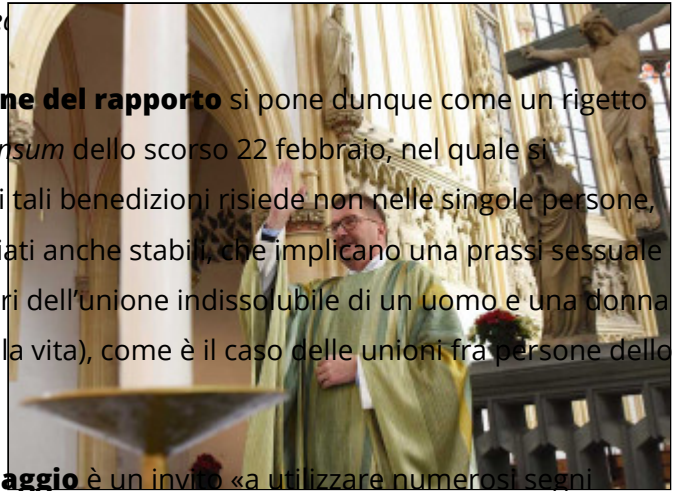 ne del rapporto si pone dunque come un rigetto
nsum dello scorso 22 febbraio, nel quale si
i tali benedizioni risiede non nelle singole persone,
iati anche stabili, che implicano una prassi sessuale
ri dell'unione indissolubile di un uomo e una donna
la vita), come è il caso delle unioni fra persone dello
aggio è un invito «a utilizzare numerosi segni